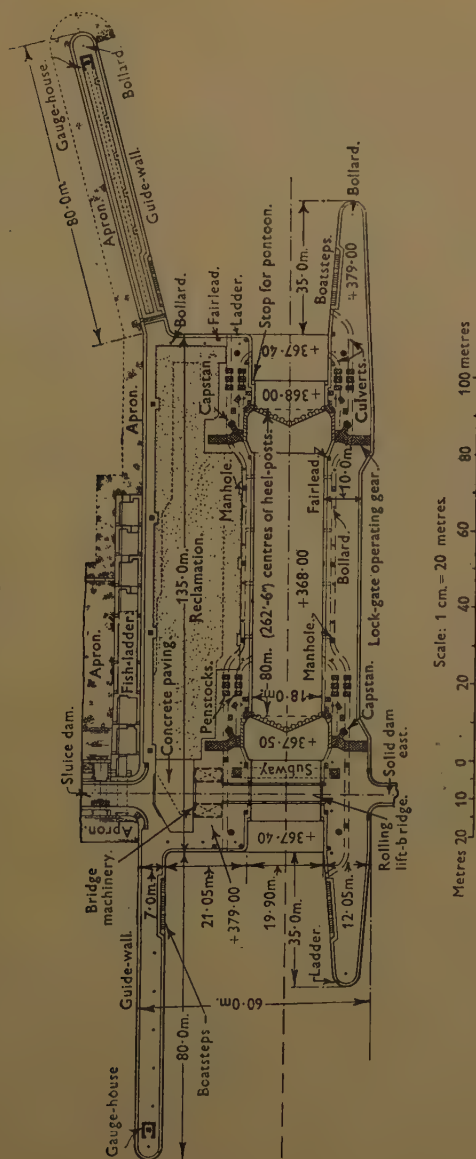 Gauge-house.
Bollard.
80·0m.
Apron.
Guide-wall.
Bollard.
Fairlead.
Ladder.
Stop for pontoon.
35·0m.
Bollard.
Boatsteps.
+379·00
+367·40
+368·00
Culverts.
Capstan.
Apron.
Manhole.
135·0m.
Reclamation.
80m. (262'-6") centres of heel-posts.
+368·00
Fairlead.
10·0m.
Bollard.
Lock-gate operating gear.
Sluice dam.
Apron.
Fish-ladder.
Concrete paving.
Penstocks.
18·0m.
Manhole.
+367·50
Capstan.
Subway
Solid dam
east.
Apron
Bridge
machinery.
Rolling
lift-bridge.
7·0m.
21·05m.
+379·00
19·90m.
+367·40
12·05m.
35·0m.
Ladder.
Guide-wall.
80·0m.
60·0m.
Boatsteps
Gauge-house
Scale: 1 cm. = 20 metres.
Metres 20 10 0 20 40 60 80 100 metres